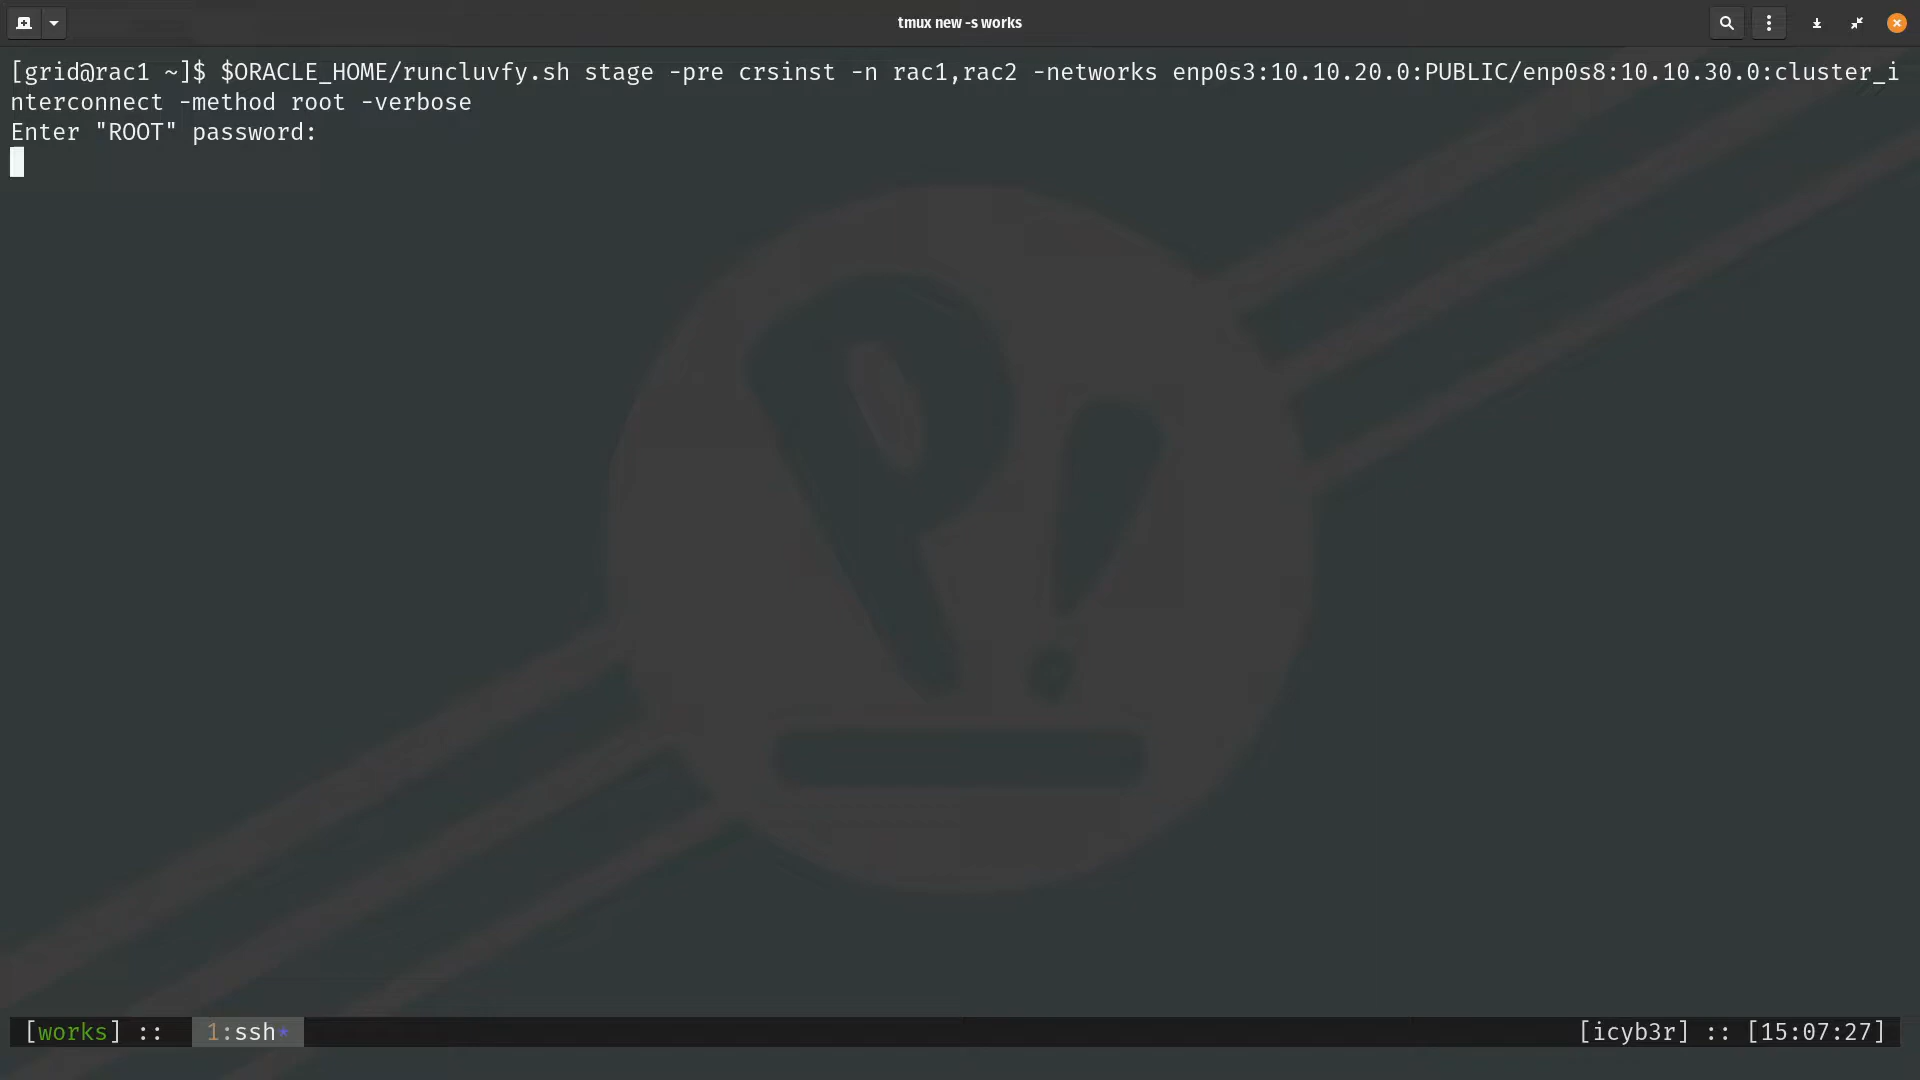 tmux new -s works
[grid@rac1 ~]$ $ORACLE_HOME/runcluvfy.sh stage -pre crsinst -n rac1,rac2 -networks enp0s3:10.10.20.0:PUBLIC/enp0s8:10.10.30.0:cluster_i
nterconnect -method root -verbose
Enter "ROOT" password:
[works] :: 1:ssh* [icyb3r] :: [15:07:27]